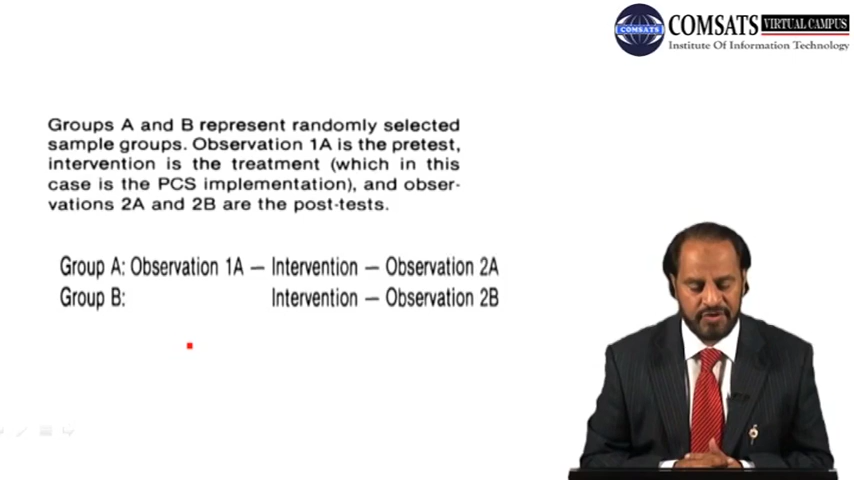 COMSATS VIRTUAL CAMPUS
COMSATS
Institute Of Information Technology
Groups A and B represent randomly selected
sample groups. Observation 1A is the pretest,
intervention is the treatment (which in this
case is the PCS implementation), and obser-
vations 2A and 2B are the post-tests.
Group A: Observation 1A – Intervention – Observation 2A
Group B: Intervention – Observation 2B